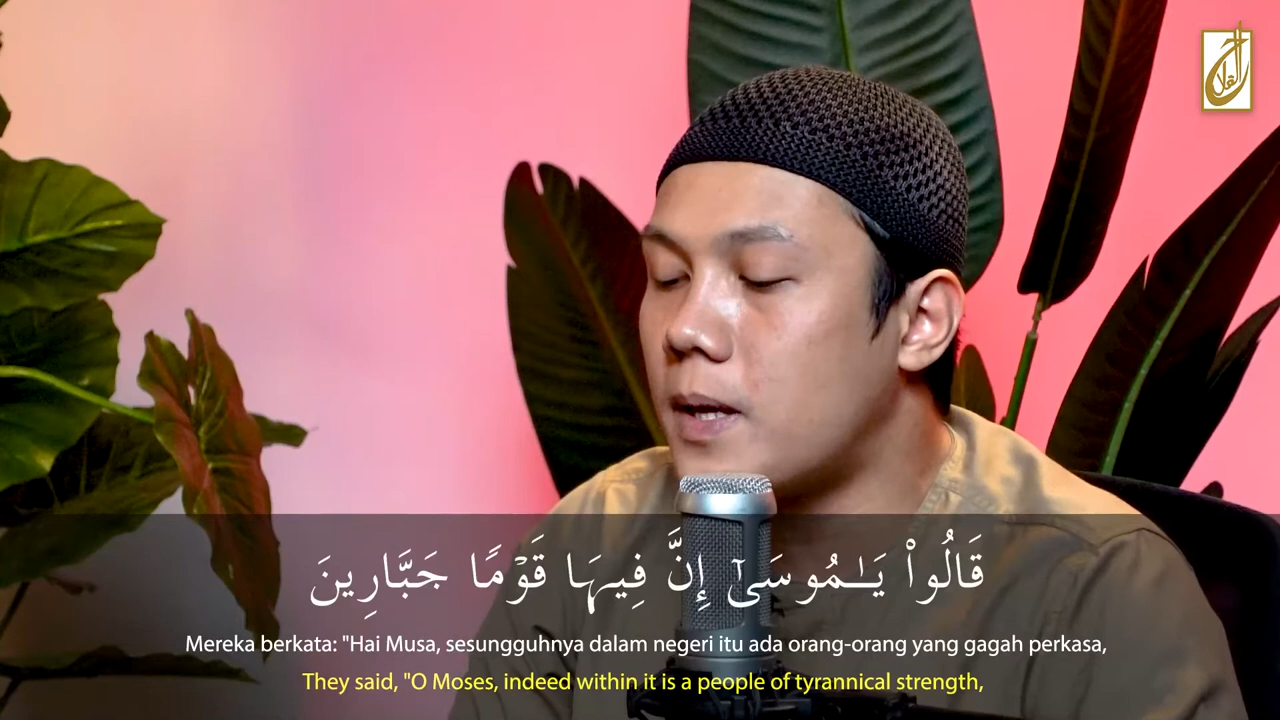 قَالُوا۟ يَـٰمُوسَىٰٓ إِنَّ فِيهَا قَوْمًا جَبَّارِينَ
Mereka berkata: "Hai Musa, sesungguhnya dalam negeri itu ada orang-orang yang gagah perkasa,
They said, "O Moses, indeed within it is a people of tyrannical strength,